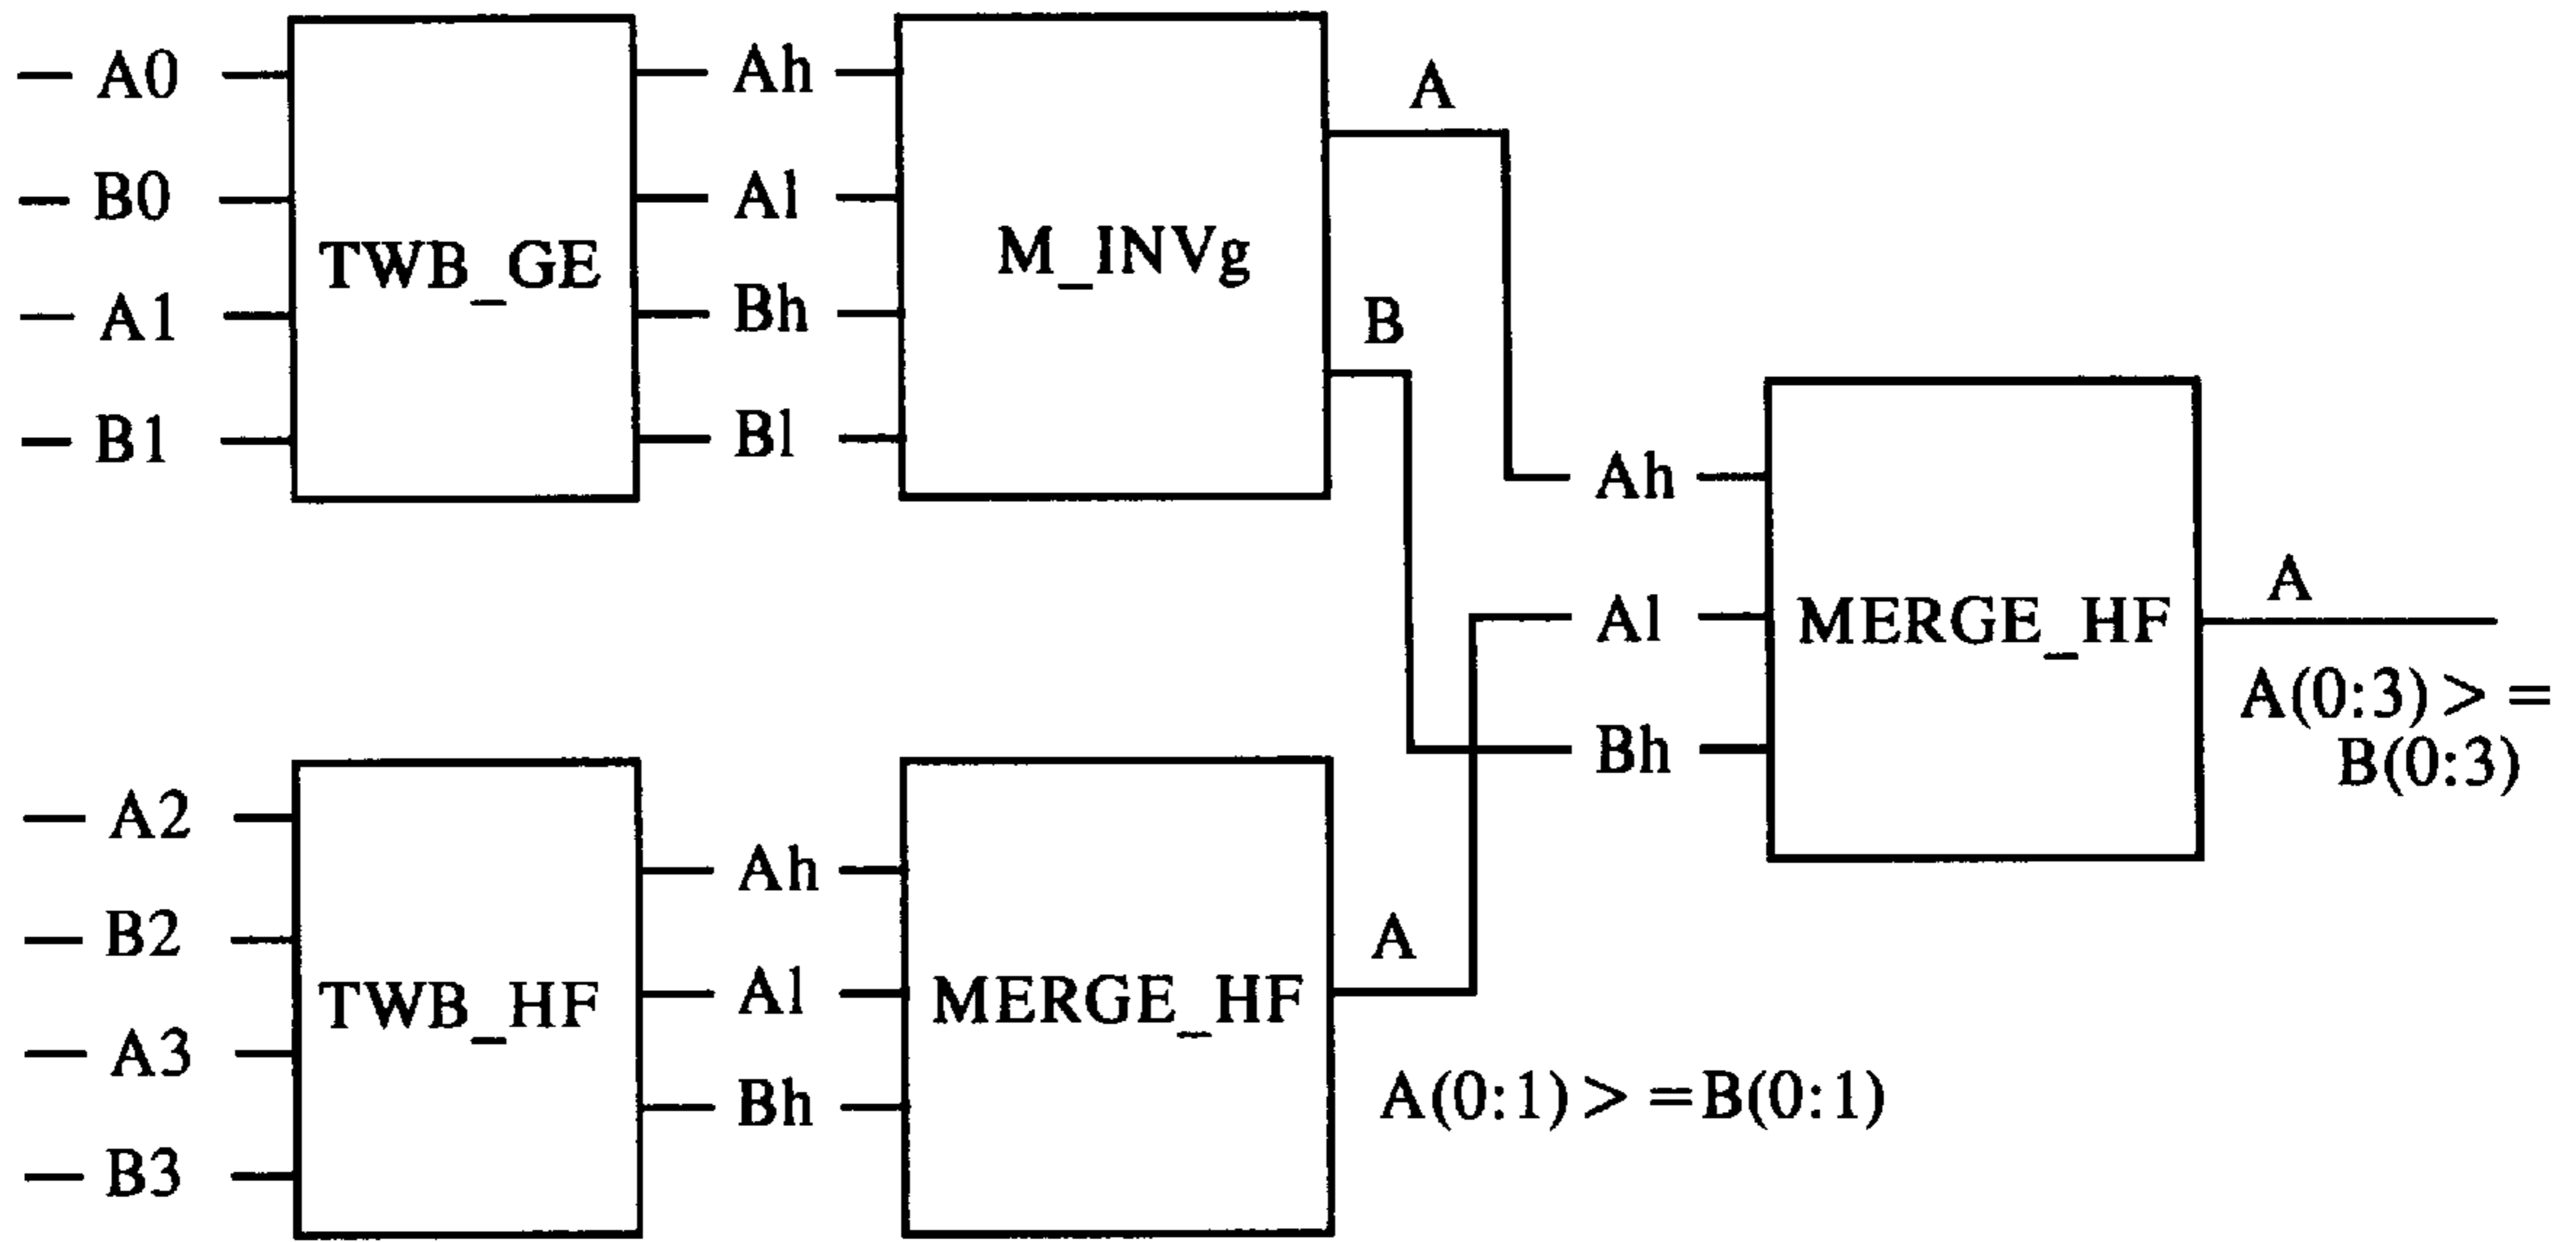 A0
B0
A1
B1
TWB_GE
Ah
Al
Bh
Bl
M_INVg
A
B
A2
B2
A3
B3
TWB_HF
Ah
Al
Bh
MERGE_HF
A
A(0:1)>=B(0:1)
Ah
Al
Bh
MERGE_HF
A
A(0:3)>=
B(0:3)